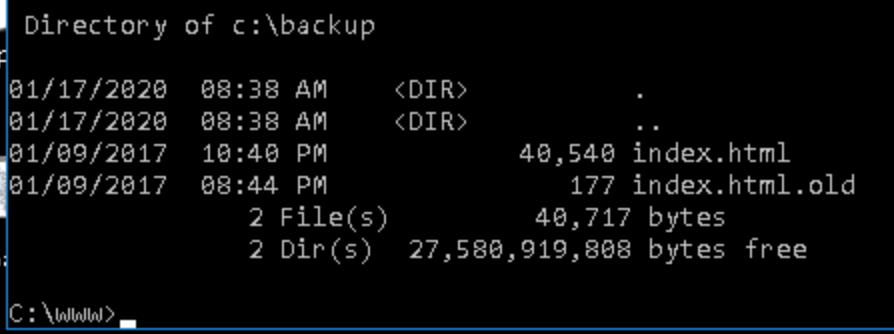 Directory of c:\backup
01/17/2020 08:38 AM <DIR> .
01/17/2020 08:38 AM <DIR> ..
01/09/2017 10:40 PM 40,540 index.html
01/09/2017 08:44 PM 177 index.html.old
2 File(s) 40,717 bytes
2 Dir(s) 27,580,919,808 bytes free
C:\www>